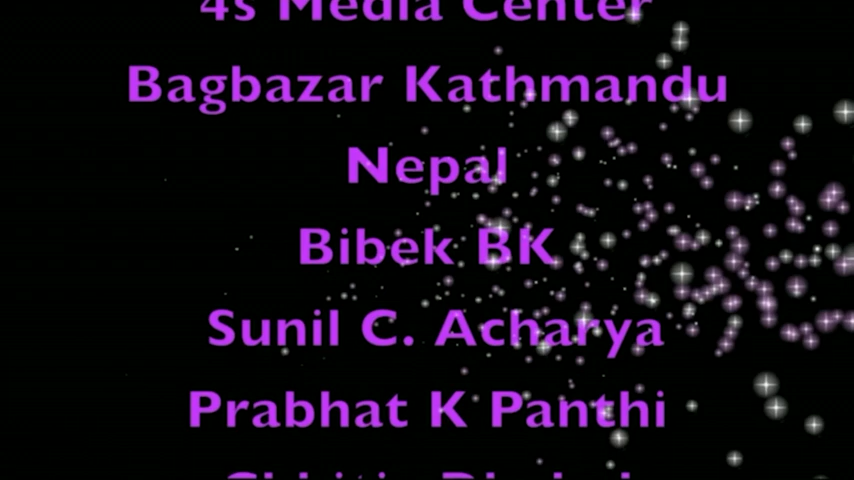 4s Media Center
Bagbazar Kathmandu
Nepal
Bibek BK
Sunil C. Acharya
Prabhat K Panthi